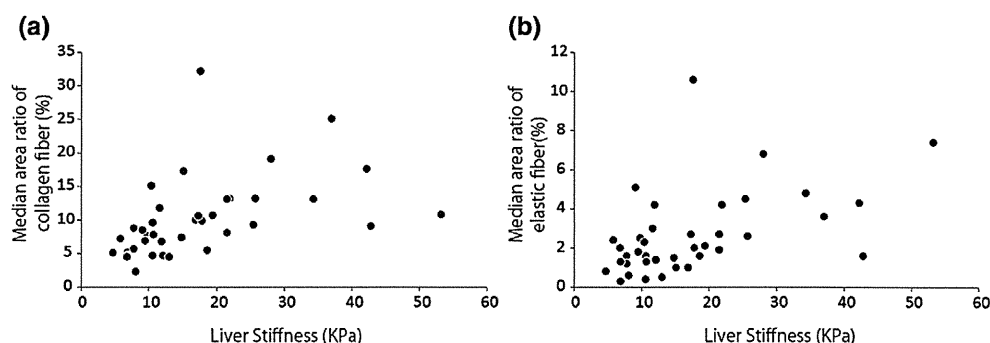 (a)
35
30
25
20
15
10
5
0
Median area ratio of
collagen fiber (%)
0 10 20 30 40 50 60
Liver Stiffness (KPa)
(b)
12
10
8
6
4
2
0
Median area ratio of
elastic fiber(%)
0 10 20 30 40 50 60
Liver Stiffness (KPa)